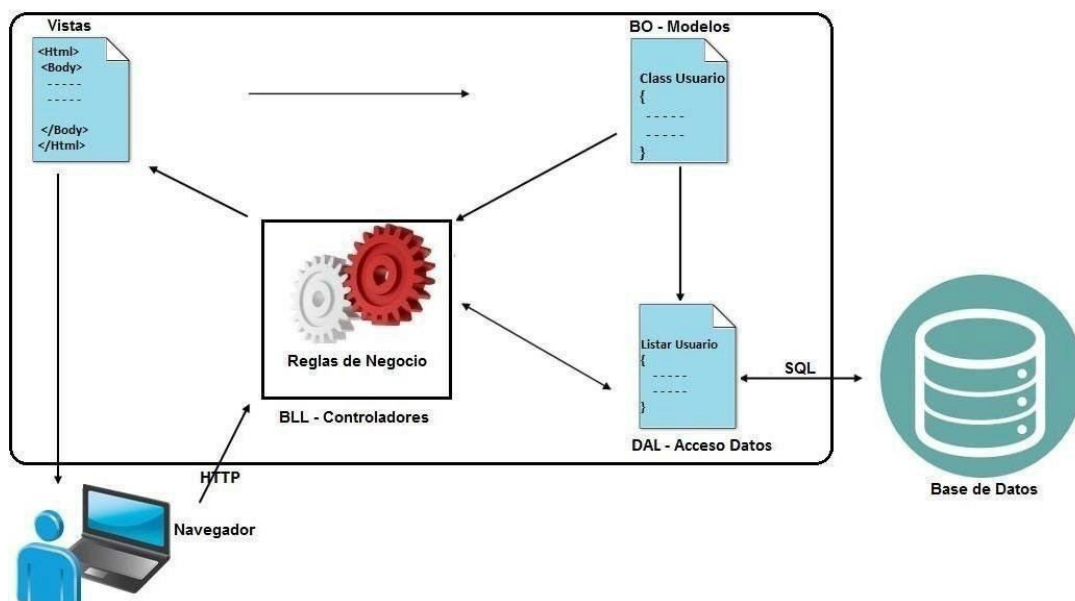 Vistas
<Html>
<Body>
- - - - -
- - - - -
</Body>
</Html>
BO - Modelos
Class Usuario
{
- - - - -
- - - - -
}
Reglas de Negocio
BLL - Controladores
Listar Usuario
{
- - - - -
- - - - -
}
DAL - Acceso Datos
SQL
Base de Datos
HTTP
Navegador